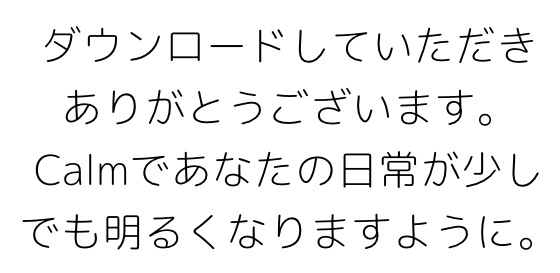 ダウンロードしていただき
ありがとうございます。
Calmであなたの日常が少し
でも明るくなりますように。